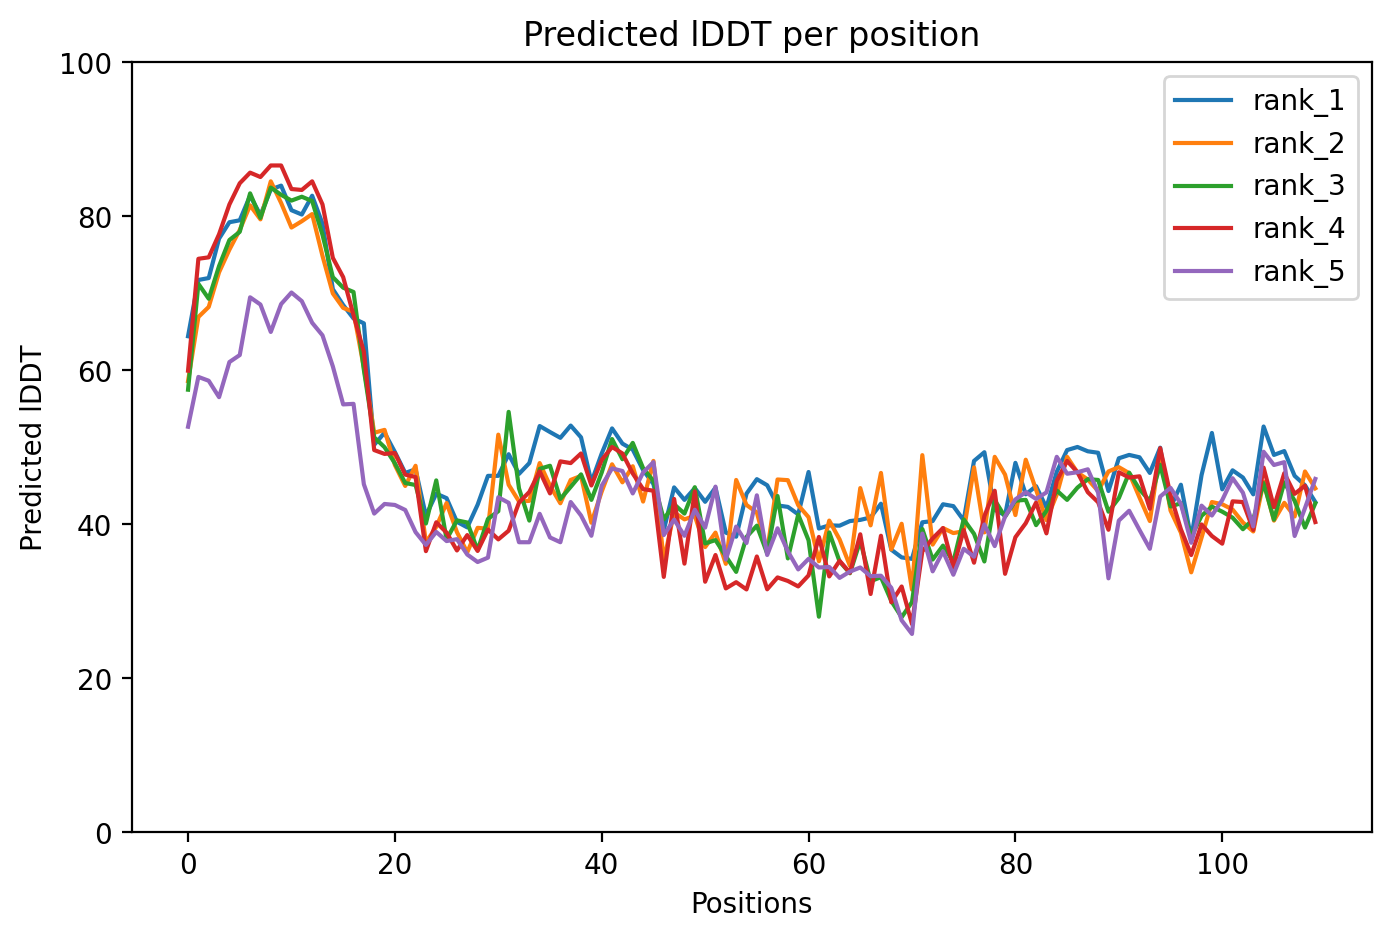 Predicted lDDT per position
100
80
60
40
20
0
Predicted lDDT
0 20 40 60 80 100
Positions
rank_1
rank_2
rank_3
rank_4
rank_5